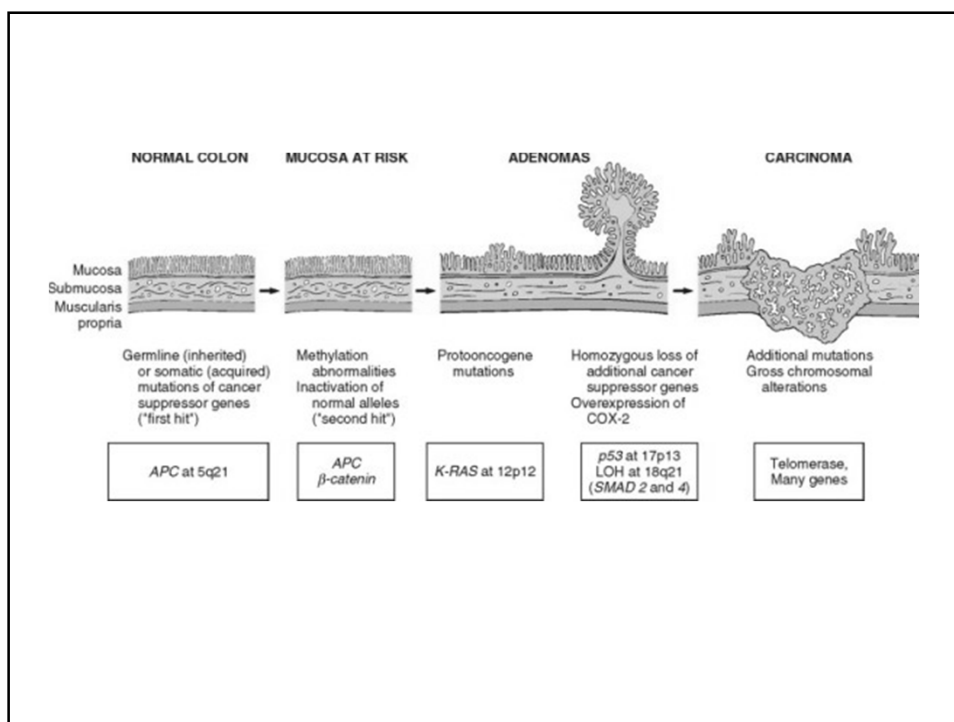 NORMAL COLON
MUCOSA AT RISK
ADENOMAS
CARCINOMA
Mucosa
Submucosa
Muscularis
propria
Germline (inherited)
or somatic (acquired)
mutations of cancer
suppressor genes
("first hit")
Methylation
abnormalities
Inactivation of
normal alleles
("second hit")
Protooncogene
mutations
Homozygous loss of
additional cancer
suppressor genes
Overexpression of
COX-2
Additional mutations
Gross chromosomal
alterations
APC at 5q21
APC
β-catenin
K-RAS at 12p12
p53 at 17p13
LOH at 18q21
(SMAD 2 and 4)
Telomerase,
Many genes